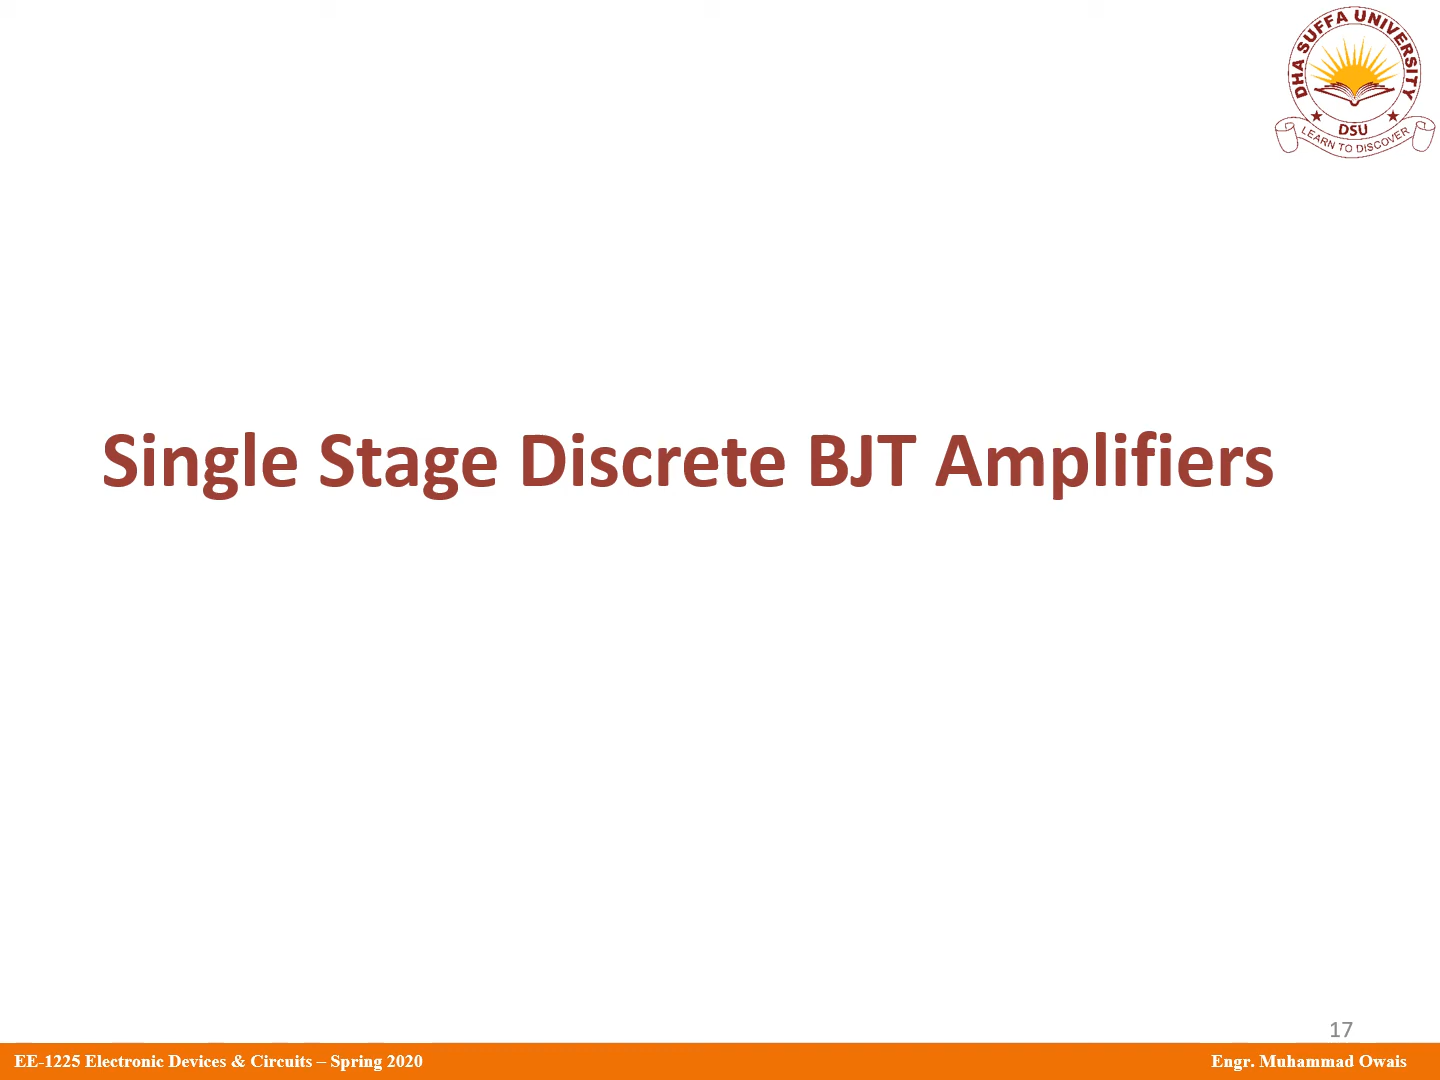 DHA SUFFA UNIVERSITY
DSU
LEARN TO DISCOVER
Single Stage Discrete BJT Amplifiers
17
EE-1225 Electronic Devices & Circuits – Spring 2020
Engr. Muhammad Owais